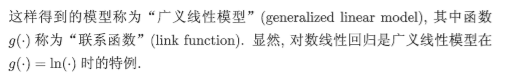 这样得到的模型称为“广义线性模型”(generalized linear model), 其中函数
g(·) 称为“联系函数”(link function). 显然, 对数线性回归是广义线性模型在
g(·) = ln(·) 时的特例.